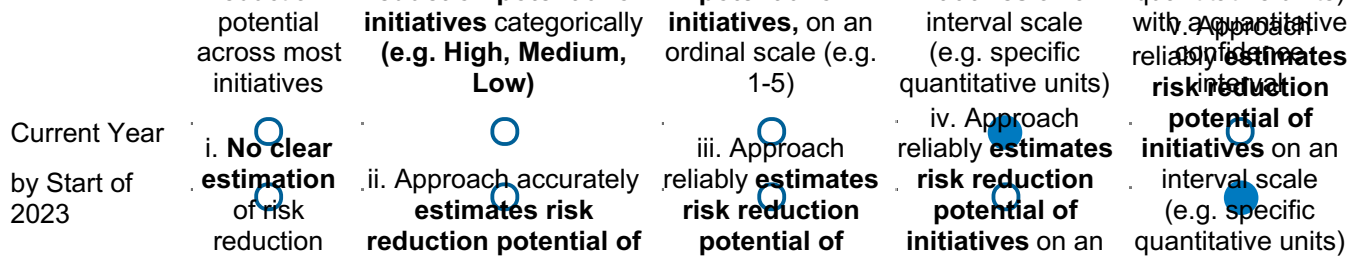 potential
across most
initiatives
initiatives categorically
(e.g. High, Medium,
Low)
initiatives, on an
ordinal scale (e.g.
1-5)
interval scale
(e.g. specific
quantitative units)
with a quantitative
confidence
interval
Current Year
by Start of
2023
i. No clear
estimation
of risk
reduction
ii. Approach accurately
estimates risk
reduction potential of
iii. Approach
reliably estimates
risk reduction
potential of
iv. Approach
reliably estimates
risk reduction
potential of
initiatives on an
v. Approach
reliably estimates
risk reduction
potential of
initiatives on an
interval scale
(e.g. specific
quantitative units)